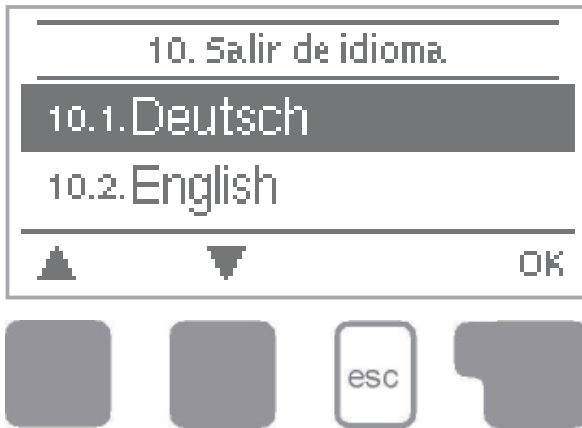 10. Salir de idioma
10.1.Deutsch
10.2.English
OK
esc